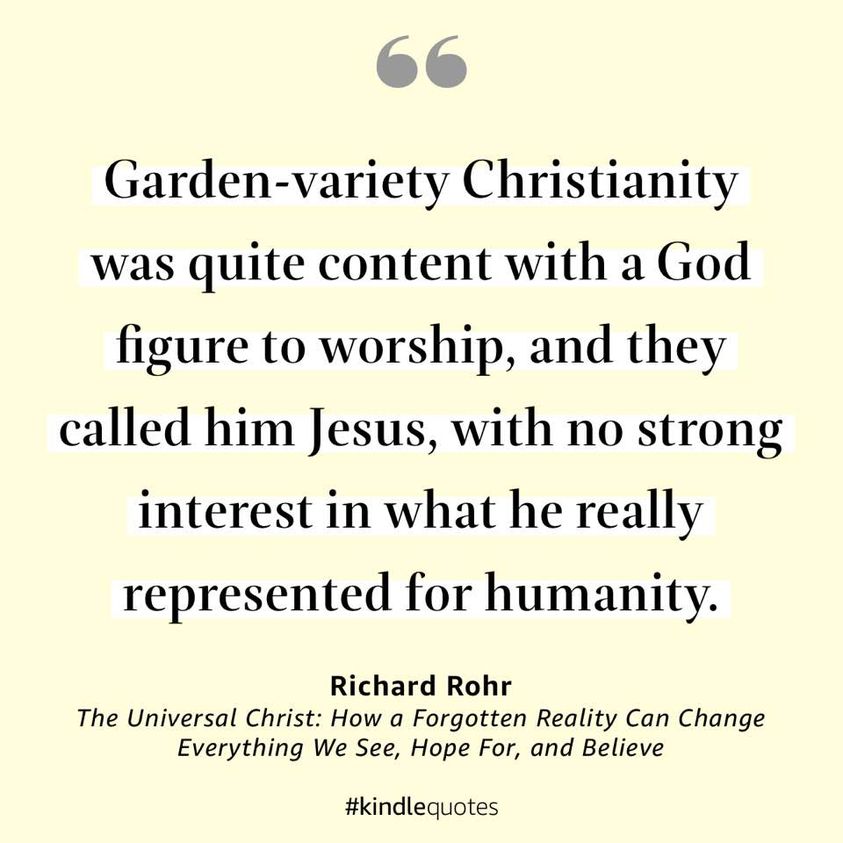 “
Garden-variety Christianity
was quite content with a God
figure to worship, and they
called him Jesus, with no strong
interest in what he really
represented for humanity.
Richard Rohr
The Universal Christ: How a Forgotten Reality Can Change
Everything We See, Hope For, and Believe
#kindlequotes